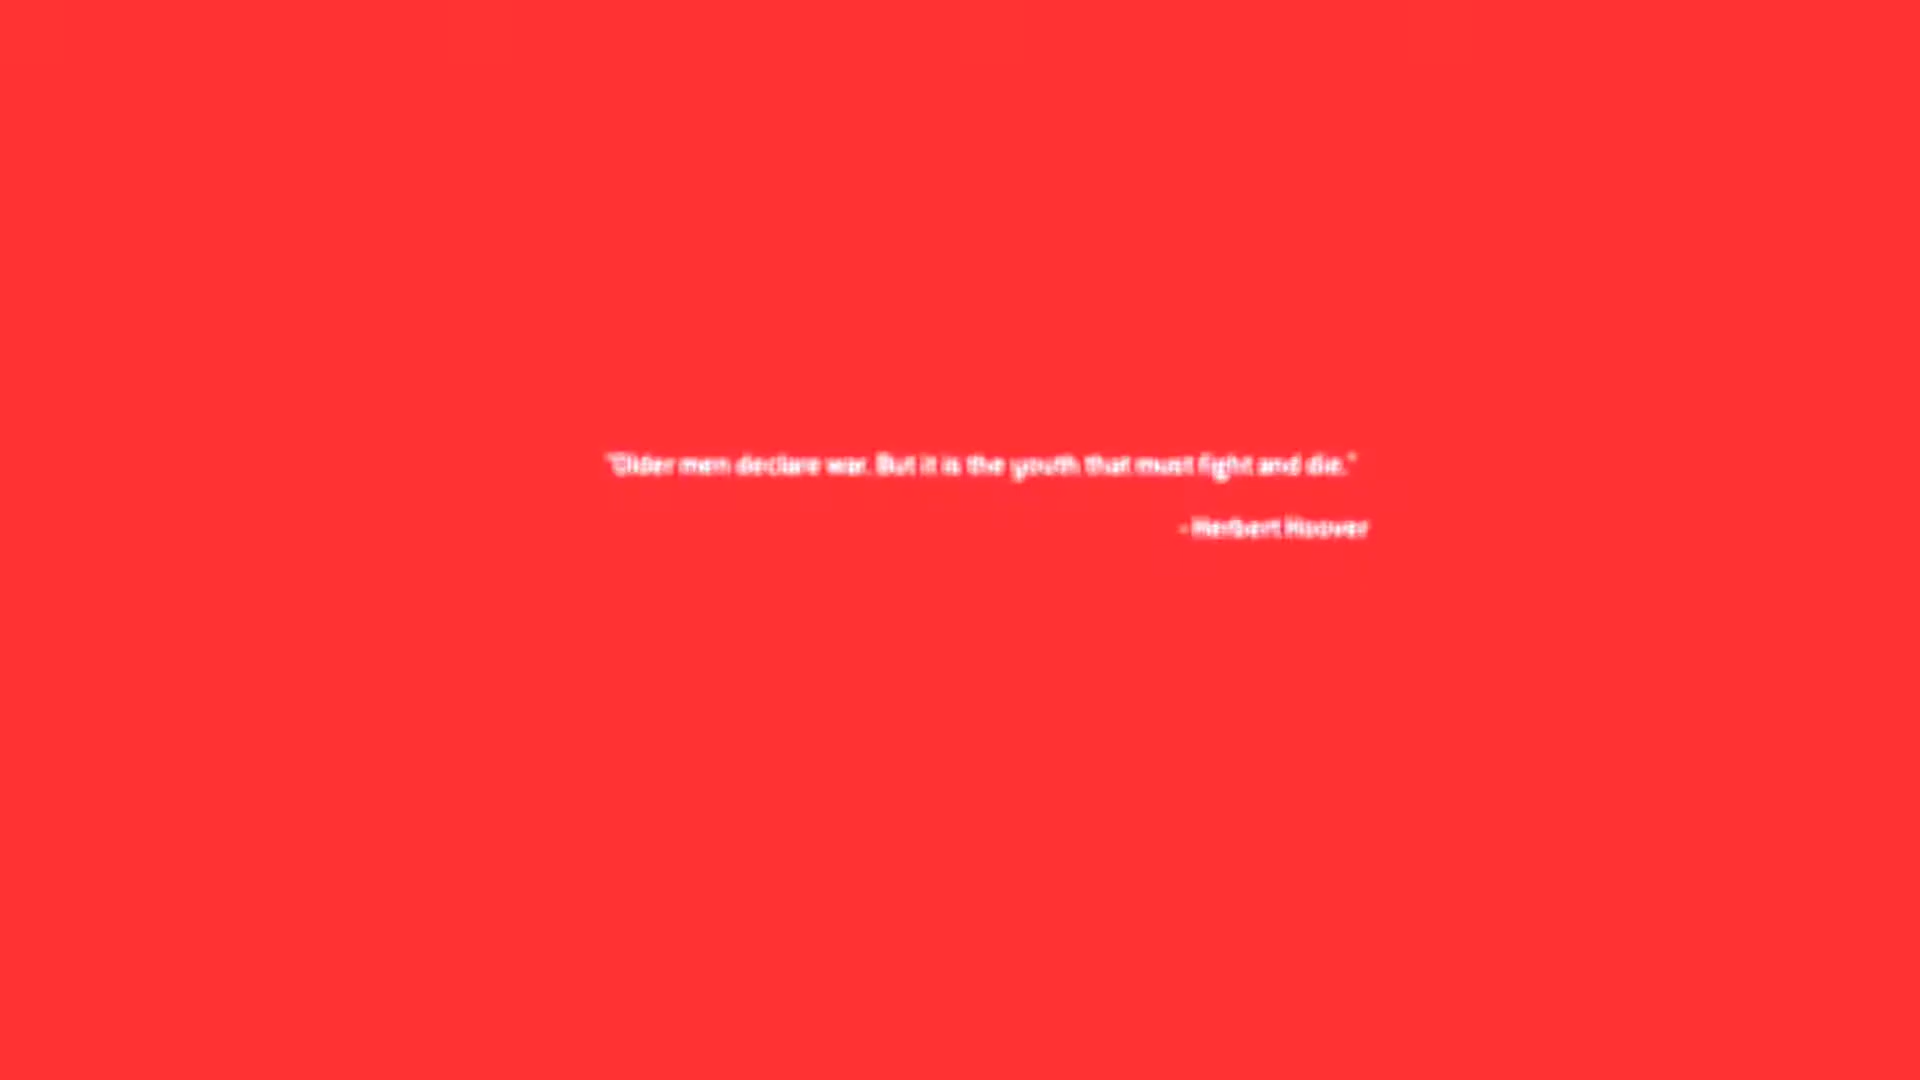 "Older men declare war. But it is the youth that must fight and die."
- Herbert Hoover